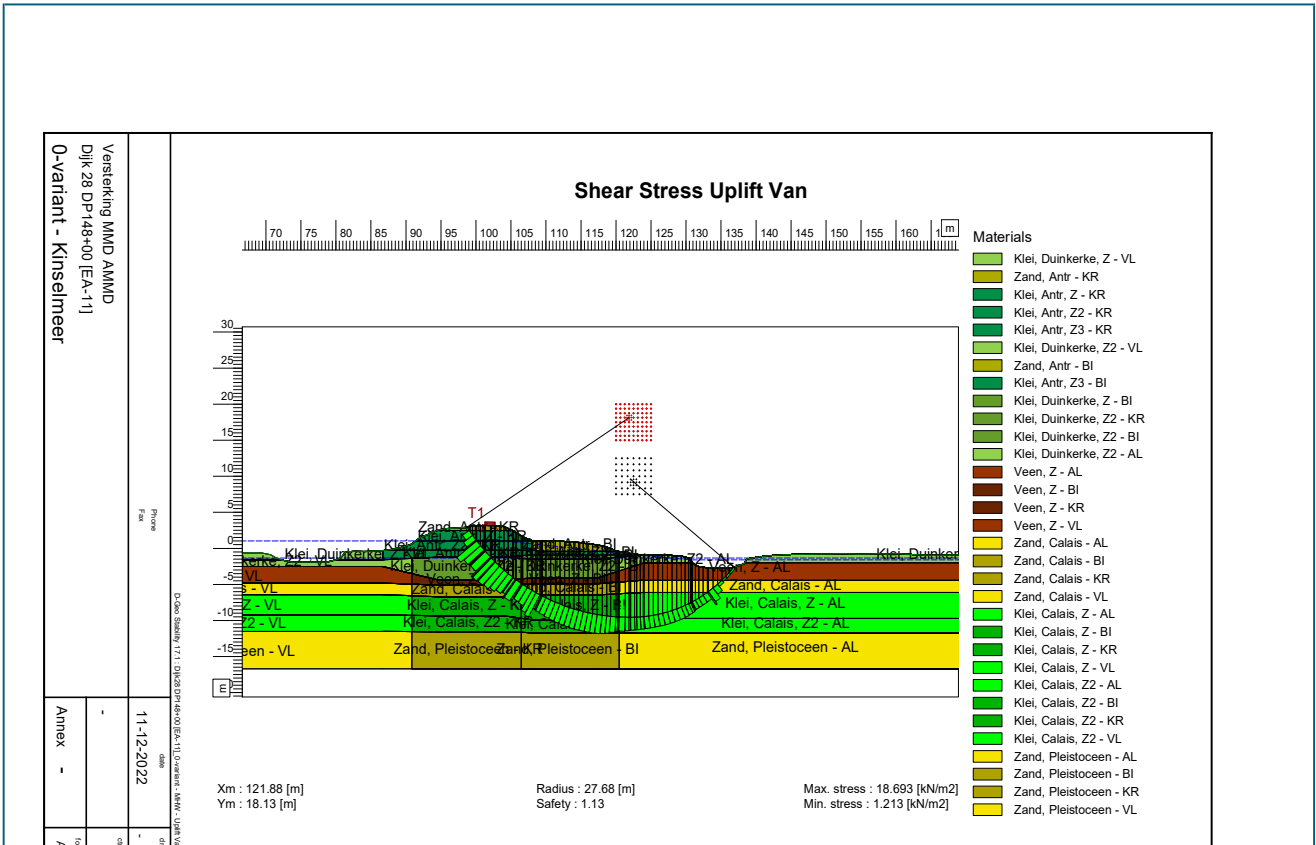 Shear Stress Uplift Van
70 75 80 85 90 95 100 105 110 115 120 125 130 135 140 145 150 155 160 1
m
Materials
Klei, Duinkerke, Z - VL
Zand, Antr - KR
Klei, Antr, Z - KR
Klei, Antr, Z2 - KR
Klei, Antr, Z3 - KR
Klei, Duinkerke, Z2 - VL
Zand, Antr - BI
Klei, Antr, Z3 - BI
Klei, Duinkerke, Z - BI
Klei, Duinkerke, Z2 - KR
Klei, Duinkerke, Z2 - BI
Klei, Duinkerke, Z2 - AL
Veen, Z - AL
Veen, Z - BI
Veen, Z - KR
Veen, Z - VL
Zand, Calais - AL
Zand, Calais - BI
Zand, Calais - KR
Zand, Calais - VL
Klei, Calais, Z - AL
Klei, Calais, Z - BI
Klei, Calais, Z - KR
Klei, Calais, Z - VL
Klei, Calais, Z2 - AL
Klei, Calais, Z2 - BI
Klei, Calais, Z2 - KR
Klei, Calais, Z2 - VL
Zand, Pleistoceen - AL
Zand, Pleistoceen - BI
Zand, Pleistoceen - KR
Zand, Pleistoceen - VL
30
25
20
15
10
5
0
-5
-10
-15
m
T1
Zand, Antr - KR
Zand, Calais - AL
Klei, Calais, Z - AL
Klei, Calais, Z2 - AL
Zand, Pleistoceen - AL
Z - VL
Z2 - VL
een - VL
Zand, Pleistoceen - KR
Zand, Pleistoceen - BI
Xm : 121.88 [m]
Ym : 18.13 [m]
Radius : 27.68 [m]
Safety : 1.13
Max. stress : 18.693 [kN/m2]
Min. stress : 1.213 [kN/m2]
Versterking MMD AMMD
Dijk 28 DP148+00 [EA-11]
0-variant - Kinselmeer
Phone
Fax
date
11-12-2022
-
Annex -